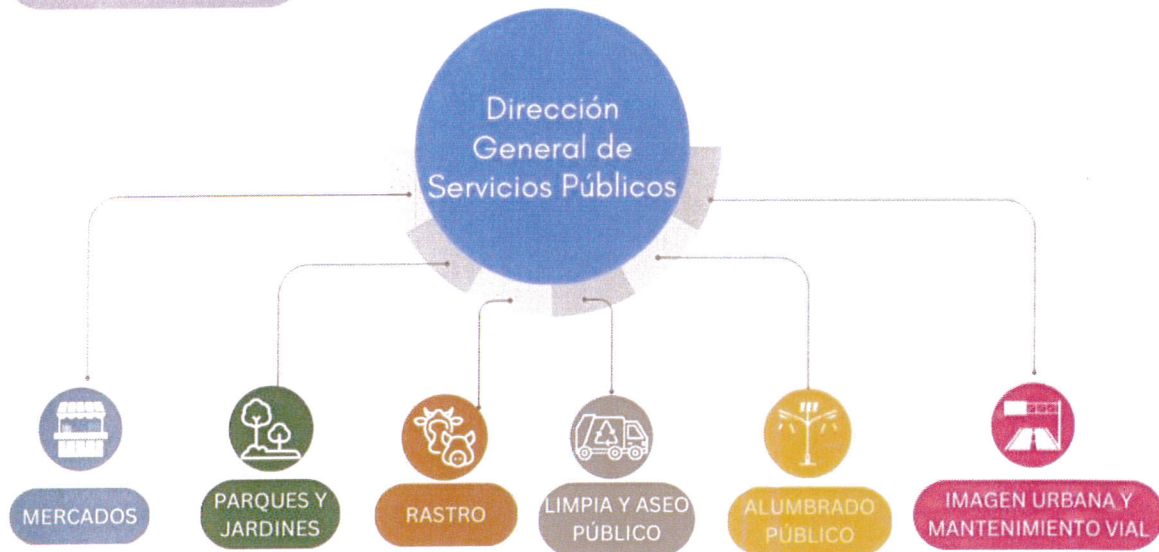 Dirección
General de
Servicios Públicos
MERCADOS
PARQUES Y
JARDINES
RASTRO
LIMPIA Y ASEO
PÚBLICO
ALUMBRADO
PÚBLICO
IMAGEN URBANA Y
MANTENIMIENTO VIAL